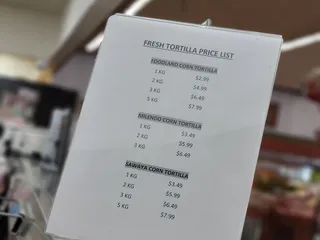 FRESH TORTILLA PRICE LIST
FOODLAND CORN TORTILLA
1 KG $2.99
2 KG $4.99
3 KG $6.49
5 KG $7.99
MILENGO CORN TORTILLA
1 KG $3.49
2 KG $5.99
3 KG $6.49
SAWAYA CORN TORTILLA
1 KG $3.49
2 KG $5.99
3 KG $6.49
5 KG $7.99